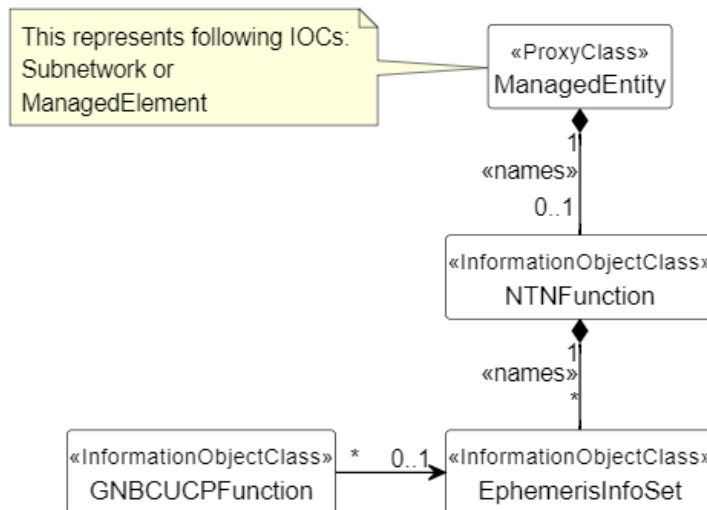 This represents following IOCs:
Subnetwork or
ManagedElement
«ProxyClass»
ManagedEntity
1
«names»
0..1
«InformationObjectClass»
NTNFunction
1
«names»
*
«InformationObjectClass»
GNBCUCPFunction
* 0..1
«InformationObjectClass»
EphemerisInfoSet